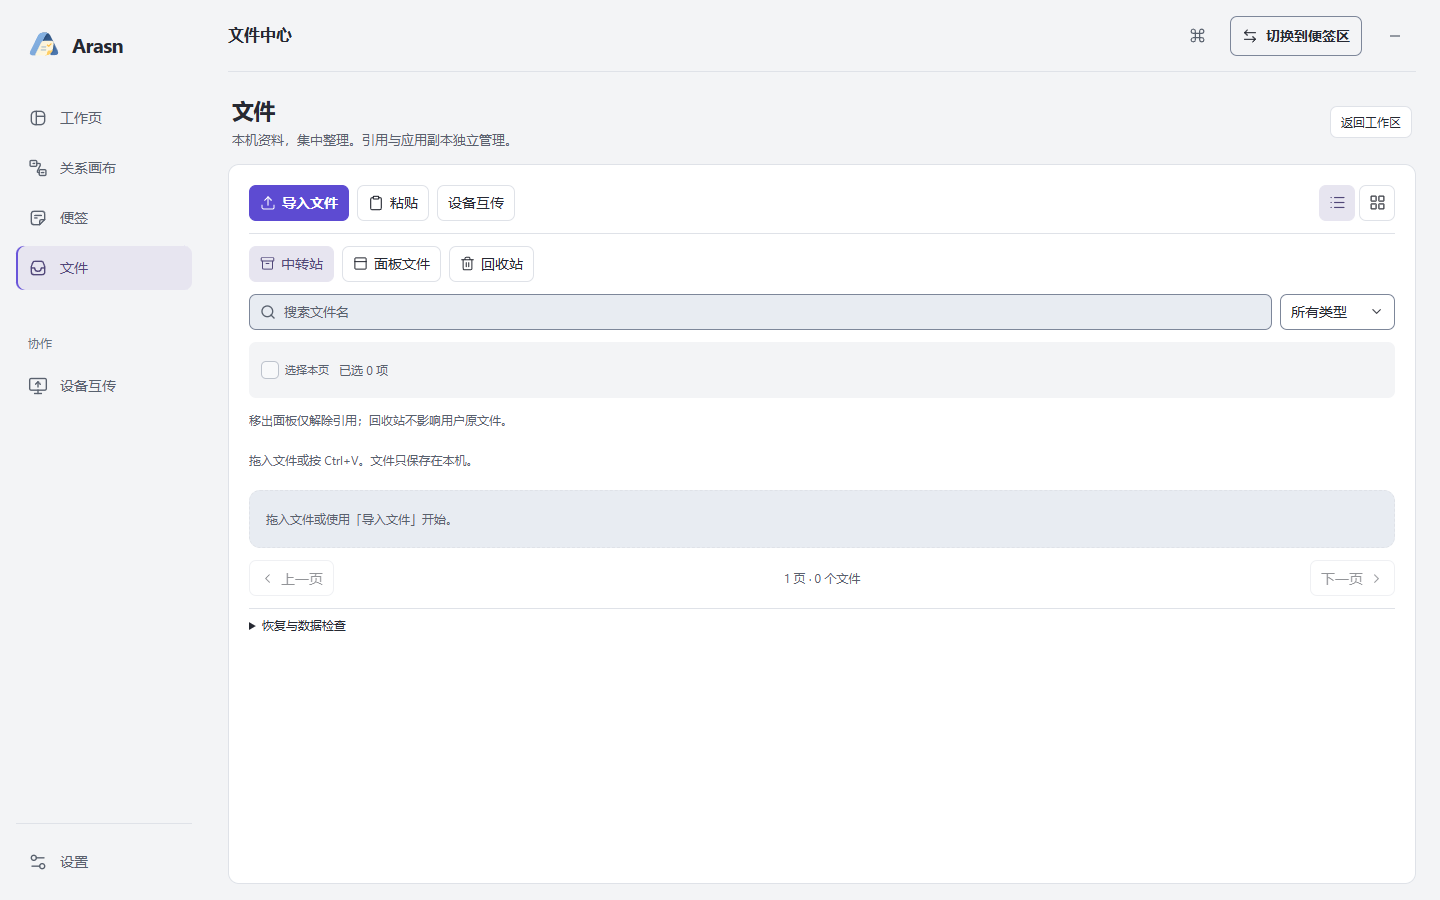 Arasn
工作页
关系画布
便签
文件
协作
设备互传
设置
文件中心
切换到便签区
文件
本机资料，集中整理。引用与应用副本独立管理。
返回工作区
导入文件
粘贴
设备互传
中转站
面板文件
回收站
搜索文件名
所有类型
选择本页 已选 0 项
移出面板仅解除引用；回收站不影响用户原文件。
拖入文件或按 Ctrl+V。文件只保存在本机。
拖入文件或使用「导入文件」开始。
上一页
1 页 · 0 个文件
下一页
恢复与数据检查